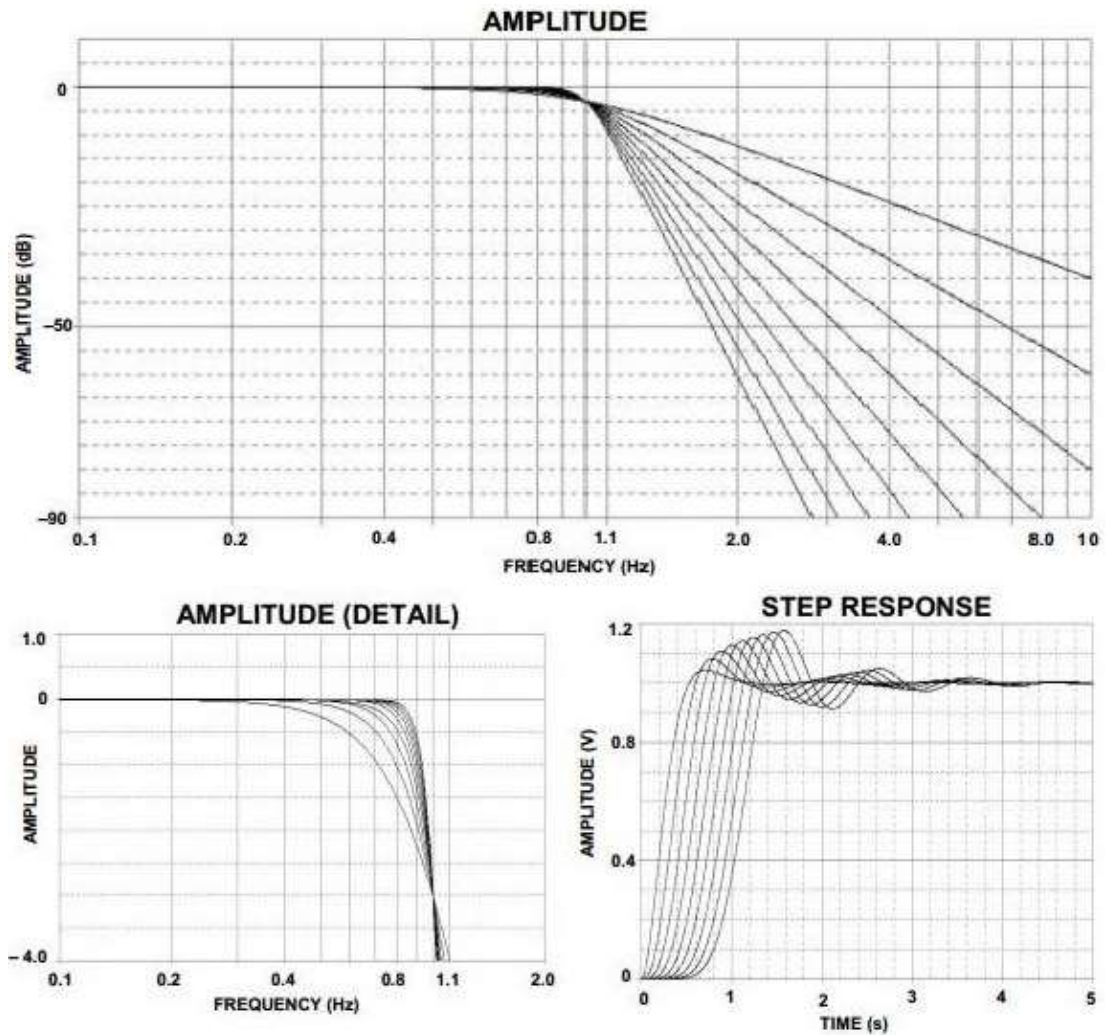 AMPLITUDE
0
–50
–90
AMPLITUDE (dB)
0.1 0.2 0.4 0.8 1.1 2.0 4.0 8.0 10
FREQUENCY (Hz)
AMPLITUDE (DETAIL)
1.0
0
– 4.0
AMPLITUDE
0.1 0.2 0.4 0.8 1.1 2.0
FREQUENCY (Hz)
STEP RESPONSE
1.2
0.8
0.4
0
AMPLITUDE (V)
0 1 2 3 4 5
TIME (s)